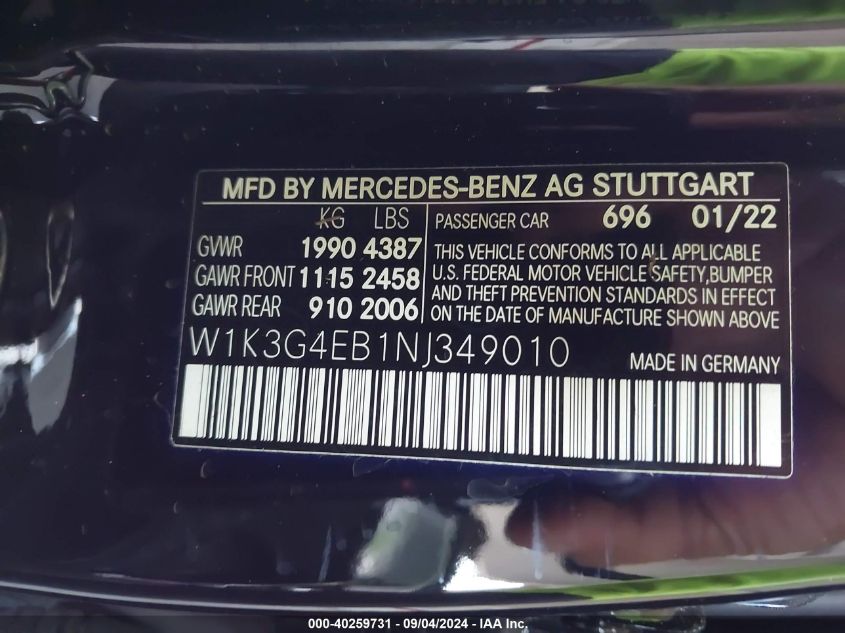 MFD BY MERCEDES-BENZ AG STUTTGART
KG LBS
GVWR 1990 4387
GAWR FRONT 1115 2458
GAWR REAR 910 2006
PASSENGER CAR 696 01/22
THIS VEHICLE CONFORMS TO ALL APPLICABLE
U.S. FEDERAL MOTOR VEHICLE SAFETY,BUMPER
AND THEFT PREVENTION STANDARDS IN EFFECT
ON THE DATE OF MANUFACTURE SHOWN ABOVE
W1K3G4EB1NJ349010
MADE IN GERMANY
000-40259731 - 09/04/2024 - COPYRIGHT © IAA